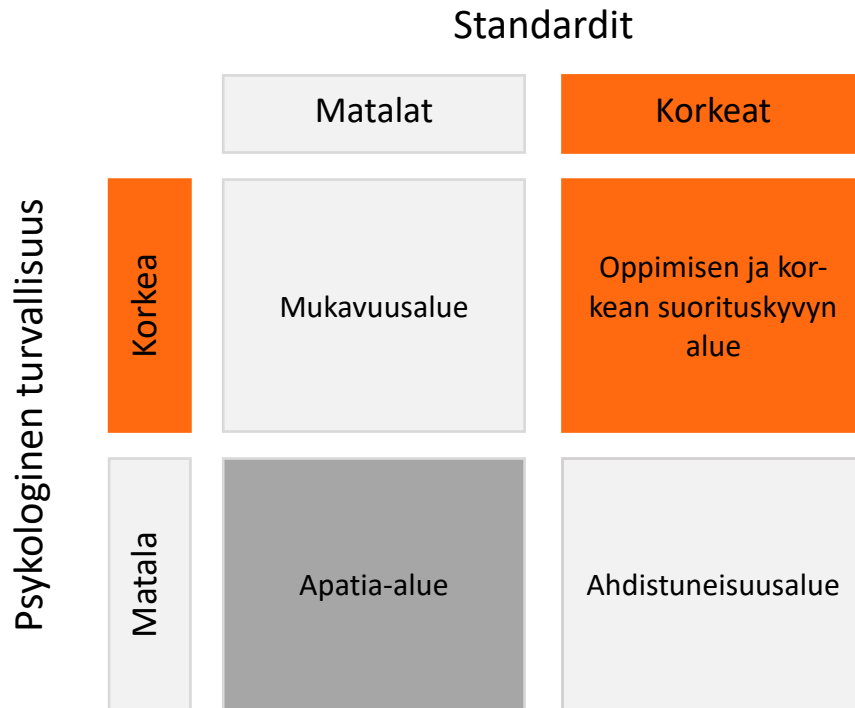 Standardit
Matalat
Korkeat
Psykologinen turvallisuus
Korkea
Mukavuusalue
Oppimisen ja kor-
kean suorituskyvyn
alue
Matala
Apatia-alue
Ahdistuneisuusalue